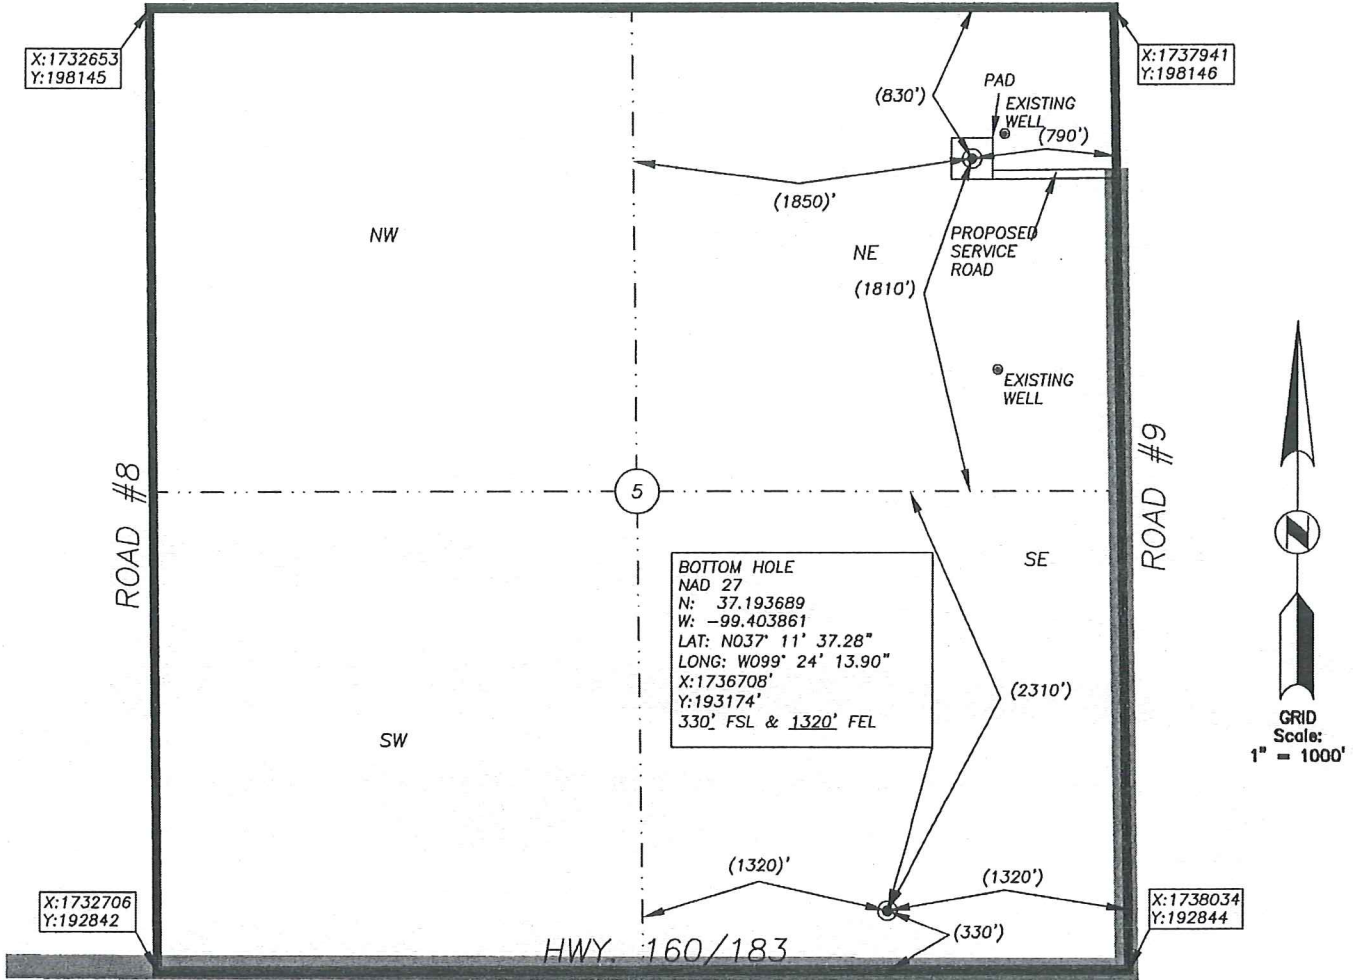 X:1732653
Y:198145
X:1737941
Y:198146
(830')
PAD
EXISTING
WELL
(790')
(1850)'
NW
NE
PROPOSED
SERVICE
ROAD
(1810')
EXISTING
WELL
ROAD #8
5
ROAD #9
SE
BOTTOM HOLE
NAD 27
N: 37.193689
W: -99.403861
LAT: N037° 11' 37.28"
LONG: W099° 24' 13.90"
X:1736708'
Y:193174'
330' FSL & 1320' FEL
(2310')
N
GRID
Scale:
1" = 1000'
SW
(1320)'
(1320')
X:1732706
Y:192842
X:1738034
Y:192844
(330')
HWY. 160/183